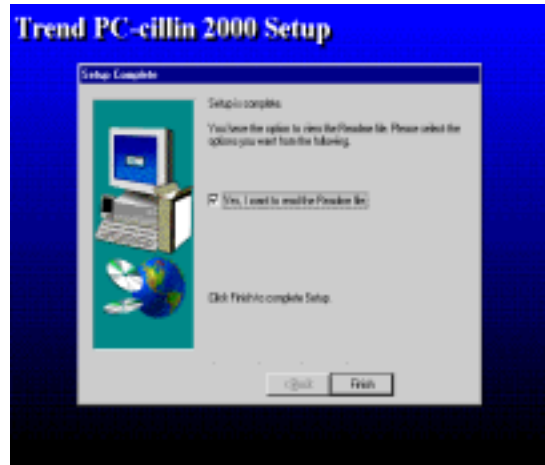 Trend PC-cillin 2000 Setup
Setup Complete
Setup is complete.
You have the option to view the Readme file. Please select the
options you want from the following.
Yes, I want to read the Readme file.
Click Finish to complete Setup.
< Back
Finish